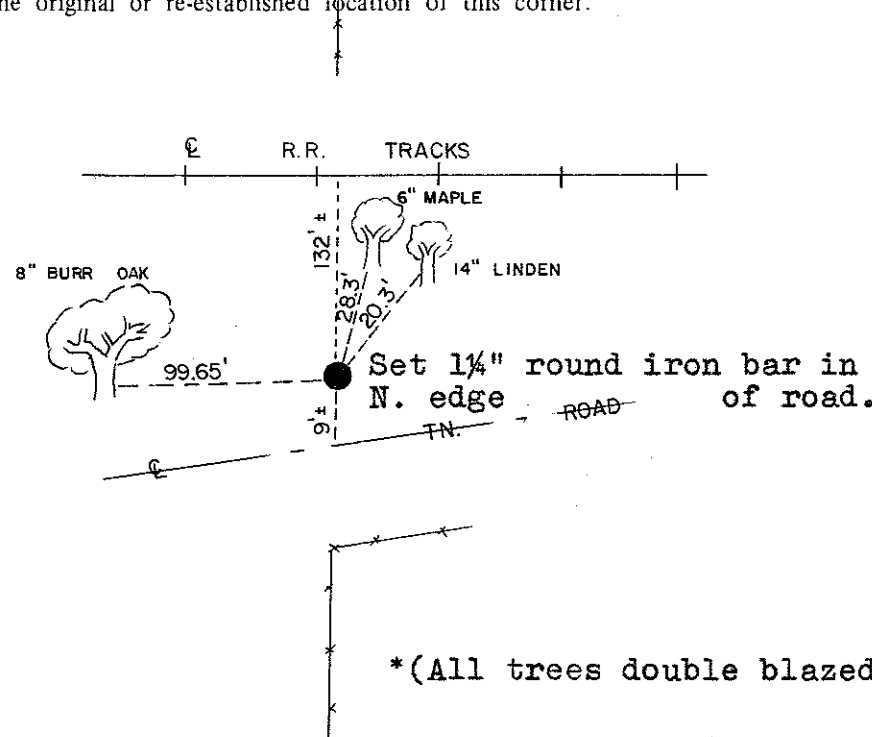 he original or re-established location of this corner.
℄ R.R. TRACKS
6" MAPLE
132' ±
8" BURR OAK
14" LINDEN
28.3'
20.3'
99.65'
Set 1¼" round iron bar in
N. edge of road.
9' ±
TN. ROAD
℄
*(All trees double blazed